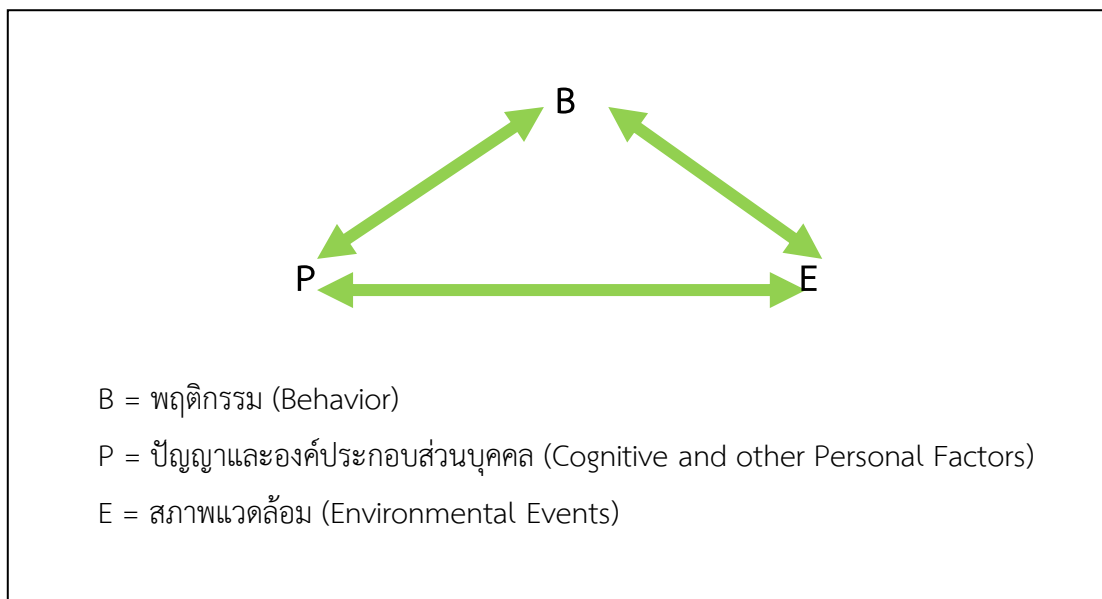 B
P
E
B = พฤติกรรม (Behavior)
P = ปัญญาและองค์ประกอบส่วนบุคคล (Cognitive and other Personal Factors)
E = สภาพแวดล้อม (Environmental Events)